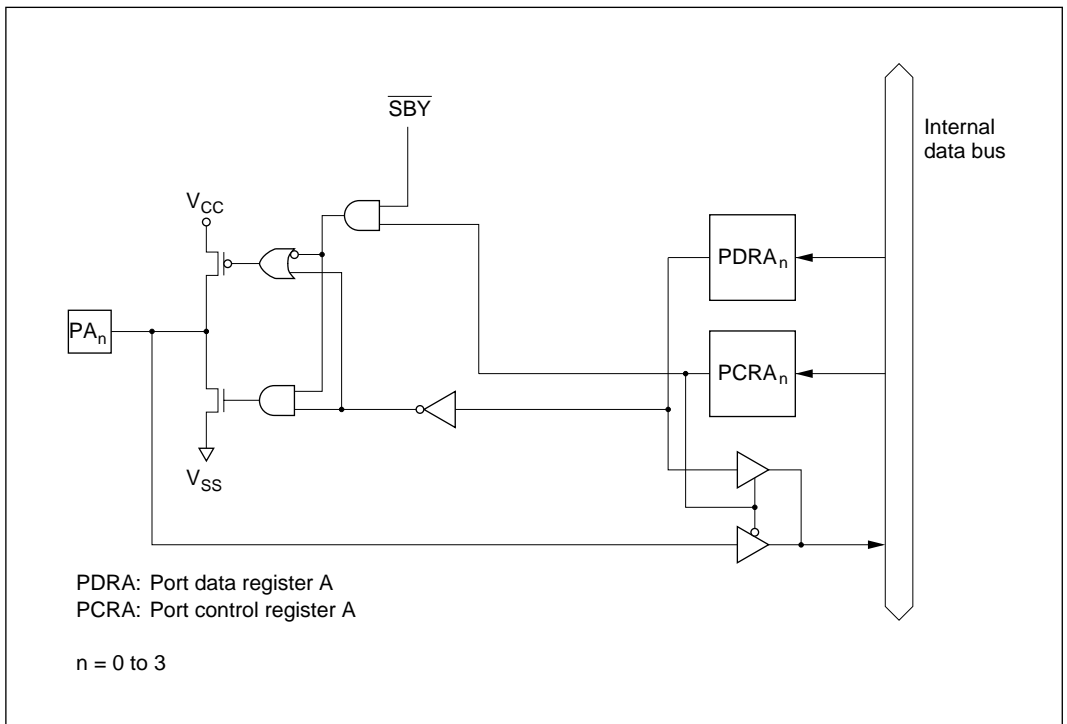 SBY
Internal
data bus
VCC
PDRAn
PAn
PCRAn
VSS
PDRA: Port data register A
PCRA: Port control register A
n = 0 to 3